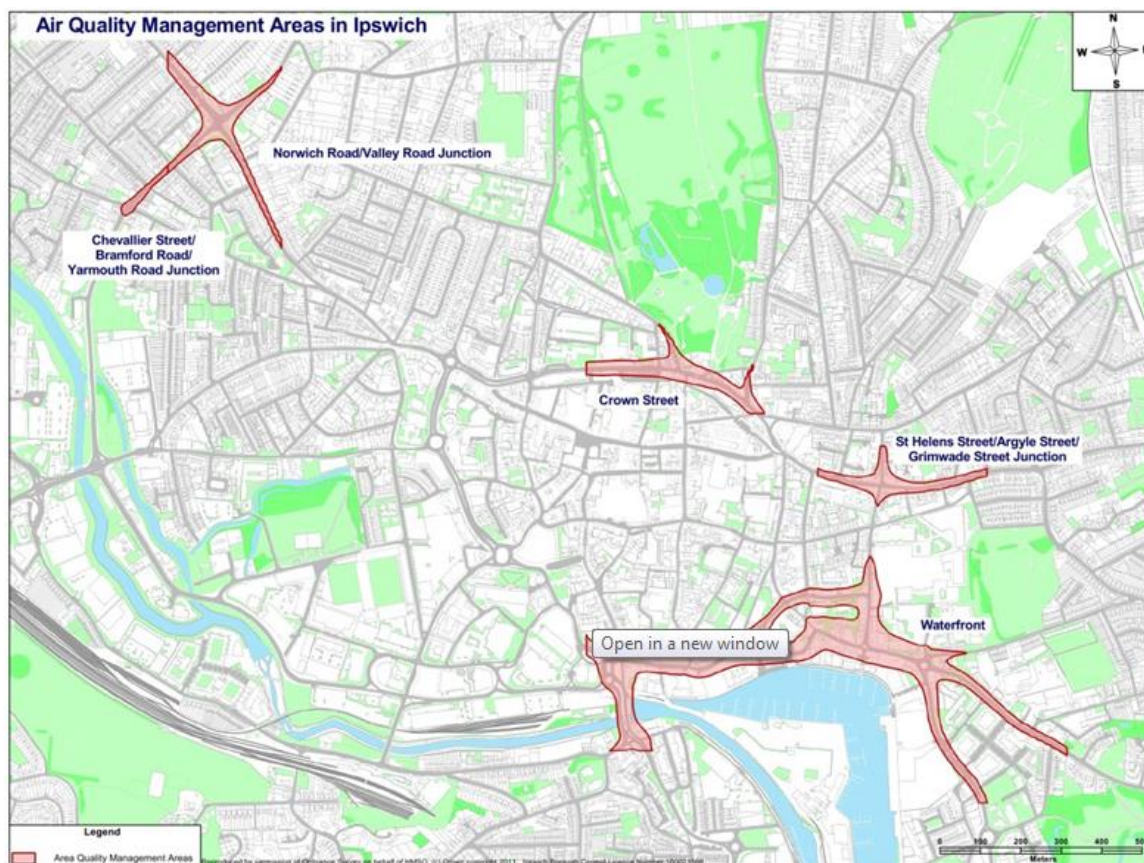 Air Quality Management Areas in Ipswich
N
W
S
Norwich Road/Valley Road Junction
Chevallier Street/
Bramford Road/
Yarmouth Road Junction
Crown Street
St Helens Street/Argyle Street/
Grimwade Street Junction
Waterfront
Open in a new window
Legend
Area Quality Management Areas
0 100 200 300 400
Meters